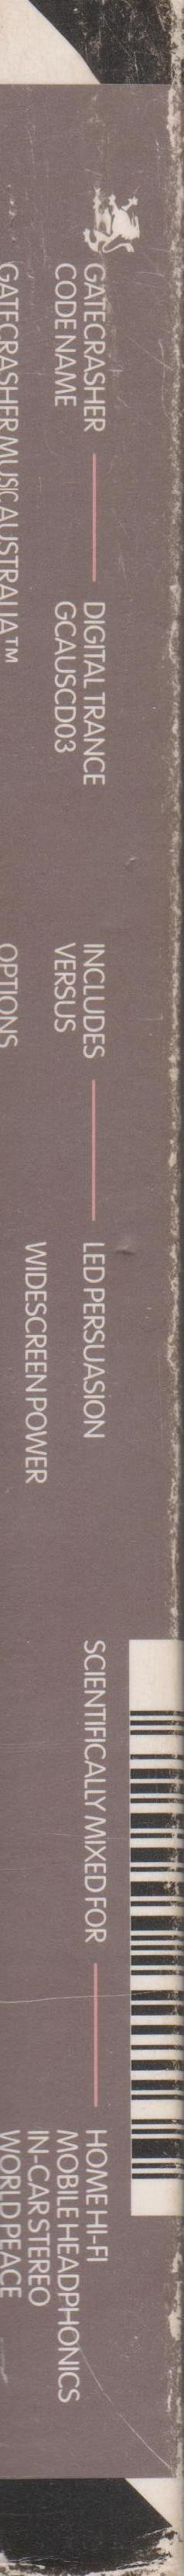 GATECRASHER
CODE NAME
DIGITAL TRANCE
GCAUSCD03
INCLUDES
VERSUS
LED PERSUASION
WIDESCREEN POWER
SCIENTIFICALLY MIXED FOR
HOME HI-FI
MOBILE HEADPHONICS
IN-CAR STEREO
WORLD PEACE
GATECRASHER MUSIC AUSTRALIA™
OPTIONS